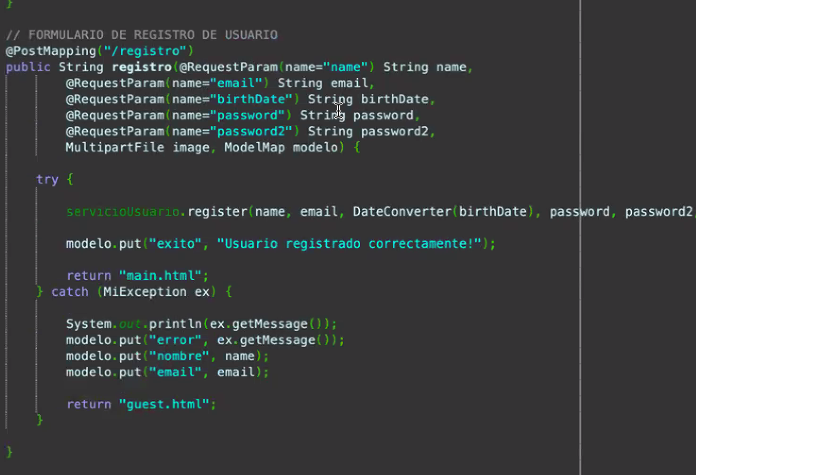 }
// FORMULARIO DE REGISTRO DE USUARIO
@PostMapping("/registro")
public String registro(@RequestParam(name="name") String name,
@RequestParam(name="email") String email,
@RequestParam(name="birthDate") String birthDate,
@RequestParam(name="password") String password,
@RequestParam(name="password2") String password2,
MultipartFile image, ModelMap modelo) {
try {
servicioUsuario.register(name, email, DateConverter(birthDate), password, password2,
modelo.put("exito", "Usuario registrado correctamente!");
return "main.html";
} catch (MiException ex) {
System.out.println(ex.getMessage());
modelo.put("error", ex.getMessage());
modelo.put("nombre", name);
modelo.put("email", email);
return "guest.html";
}
}